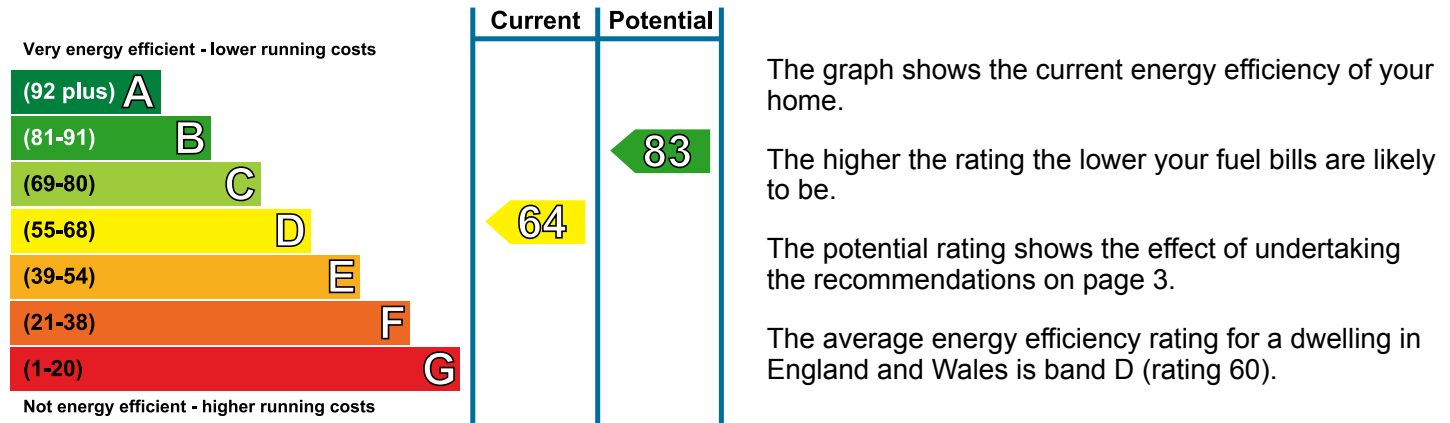 Current Potential
Very energy efficient - lower running costs
(92 plus) A
(81-91) B
(69-80) C
(55-68) D
(39-54) E
(21-38) F
(1-20) G
Not energy efficient - higher running costs
64
83
The graph shows the current energy efficiency of your
home.
The higher the rating the lower your fuel bills are likely
to be.
The potential rating shows the effect of undertaking
the recommendations on page 3.
The average energy efficiency rating for a dwelling in
England and Wales is band D (rating 60).